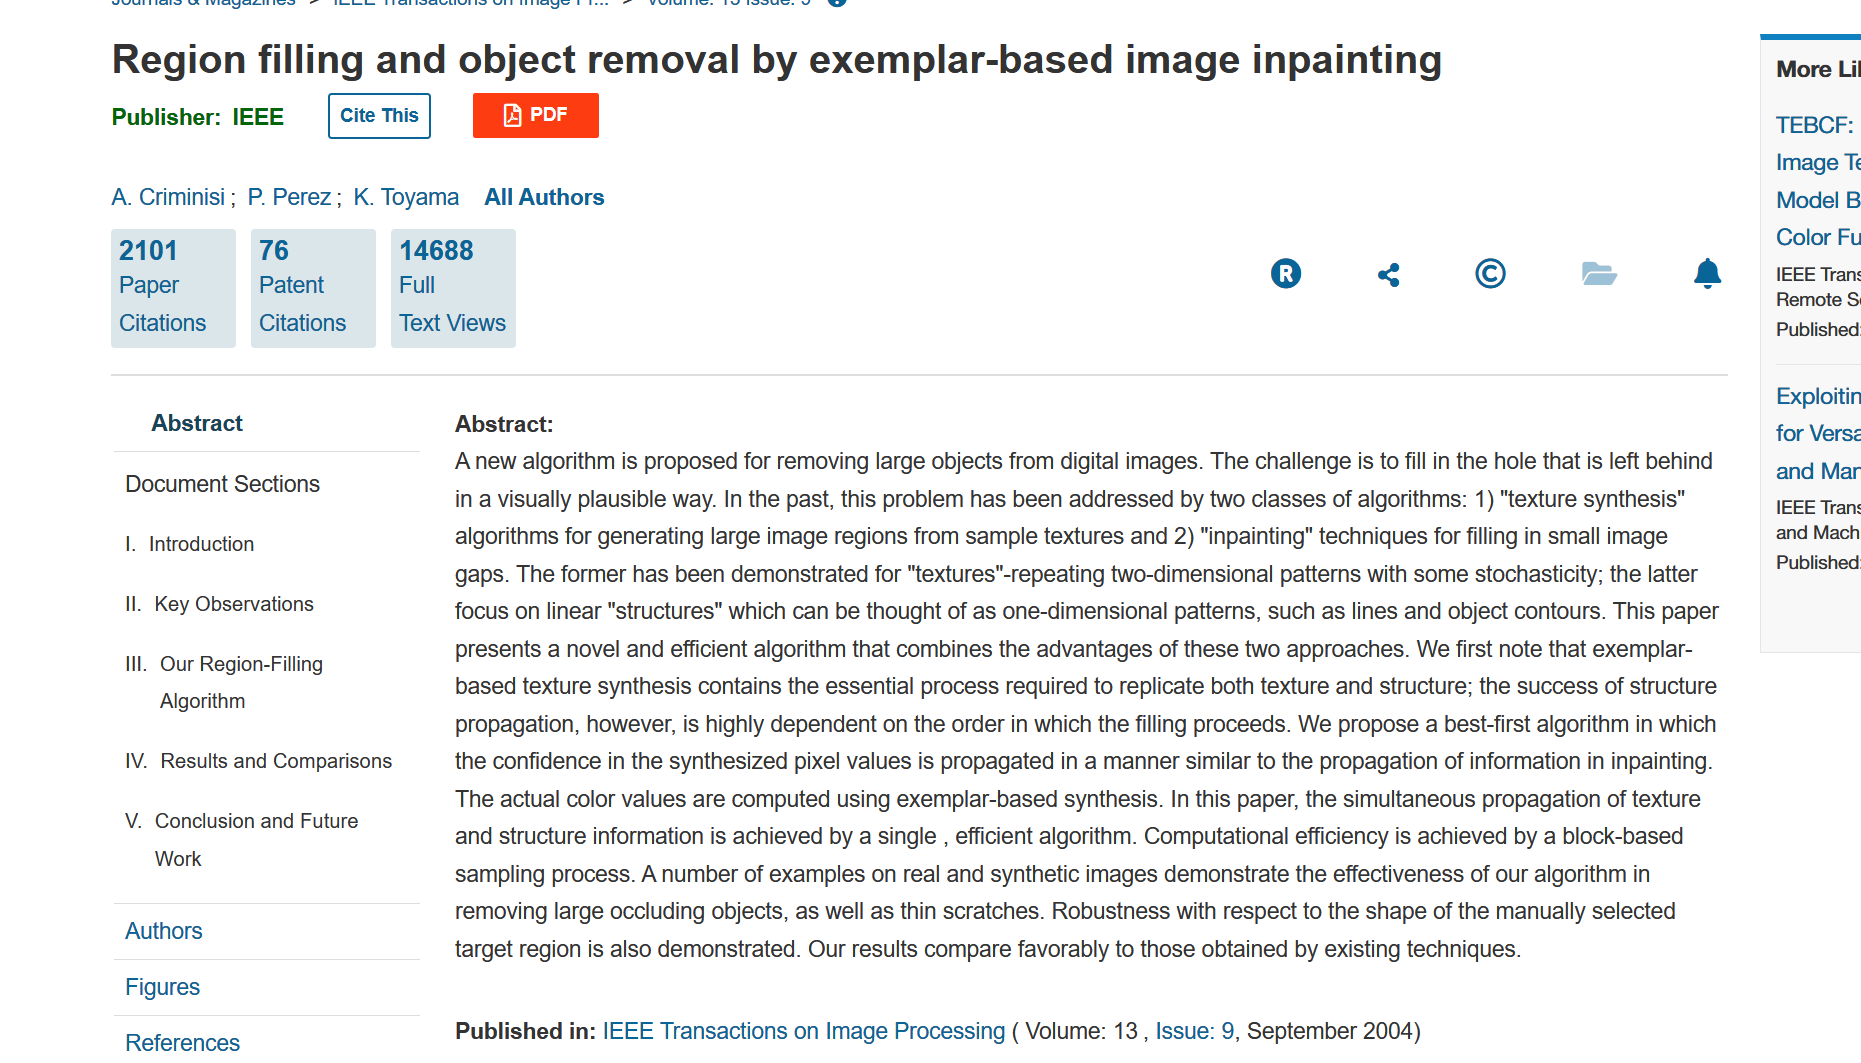 Journals & Magazines > IEEE Transactions on Image Pr... > Volume: 13 Issue: 9
Region filling and object removal by exemplar-based image inpainting
Publisher: IEEE
Cite This
PDF
A. Criminisi ; P. Perez ; K. Toyama All Authors
2101
Paper
Citations
76
Patent
Citations
14688
Full
Text Views
R
©
Abstract
Document Sections
I. Introduction
II. Key Observations
III. Our Region-Filling
Algorithm
IV. Results and Comparisons
V. Conclusion and Future
Work
Authors
Figures
References
Abstract:
A new algorithm is proposed for removing large objects from digital images. The challenge is to fill in the hole that is left behind
in a visually plausible way. In the past, this problem has been addressed by two classes of algorithms: 1) "texture synthesis"
algorithms for generating large image regions from sample textures and 2) "inpainting" techniques for filling in small image
gaps. The former has been demonstrated for "textures"-repeating two-dimensional patterns with some stochasticity; the latter
focus on linear "structures" which can be thought of as one-dimensional patterns, such as lines and object contours. This paper
presents a novel and efficient algorithm that combines the advantages of these two approaches. We first note that exemplar-
based texture synthesis contains the essential process required to replicate both texture and structure; the success of structure
propagation, however, is highly dependent on the order in which the filling proceeds. We propose a best-first algorithm in which
the confidence in the synthesized pixel values is propagated in a manner similar to the propagation of information in inpainting.
The actual color values are computed using exemplar-based synthesis. In this paper, the simultaneous propagation of texture
and structure information is achieved by a single , efficient algorithm. Computational efficiency is achieved by a block-based
sampling process. A number of examples on real and synthetic images demonstrate the effectiveness of our algorithm in
removing large occluding objects, as well as thin scratches. Robustness with respect to the shape of the manually selected
target region is also demonstrated. Our results compare favorably to those obtained by existing techniques.
Published in: IEEE Transactions on Image Processing ( Volume: 13 , Issue: 9, September 2004)
More
TEBCF:
Image
Model B
Color
IEEE
Remote
Published:
for
and
IEEE
and Mach
Published: